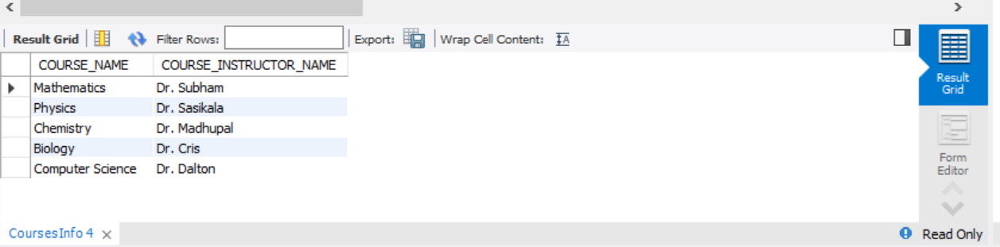 Result Grid Filter Rows: Export: Wrap Cell Content: IA
COURSE_NAME COURSE_INSTRUCTOR_NAME
Mathematics Dr. Subham
Physics Dr. Sasikala
Chemistry Dr. Madhupal
Biology Dr. Cris
Computer Science Dr. Dalton
Result
Grid
Form
Editor
CoursesInfo 4 Read Only